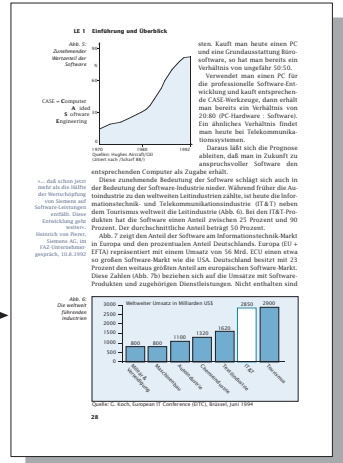 LE 1 Einführung und Überblick
Abb. 5:
Zunehmender
Wertanteil der
Software
90
60
30
0
1970 1980 1992
Quellen: Hughes Aircraft/CIO
(zitiert nach /Scharf 88/)
CASE = Computer
A ided
S oftware
Engineering
sten. Kauft man heute einen PC
und eine Grundausstattung Büro-
software, so hat man bereits ein
Verhältnis von ungefähr 50:50.
Verwendet man einen PC für
die professionelle Software-Ent-
wicklung und kauft entsprechen-
de CASE-Werkzeuge, dann erhält
man bereits ein Verhältnis von
20:80 (PC-Hardware : Software).
Ein ähnliches Verhältnis findet
man heute bei Telekommunika-
tionssystemen.
Daraus läßt sich die Prognose
ableiten, daß man in Zukunft zu
anspruchsvoller Software den
entsprechenden Computer als Zugabe erhält.
Diese zunehmende Bedeutung der Software schlägt sich auch in
der Bedeutung der Software-Industrie nieder. Während früher die Au-
toindustrie zu den weltweiten Leitindustrien zählte, ist heute die Infor-
mationstechnik- und Telekommunikationsindustrie (IT&T) neben
dem Tourismus weltweit die Leitindustrie (Abb. 6). Bei den IT&T-Pro-
dukten hat die Software einen Anteil zwischen 25 Prozent und 90
Prozent. Der durchschnittliche Anteil beträgt 50 Prozent.
Abb. 7 zeigt den Anteil der Software am Informationstechnik-Markt
in Europa und den prozentualen Anteil Deutschlands. Europa (EU +
EFTA) repräsentiert mit einem Umsatz von 56 Mrd. ECU einen etwa
so großen Software-Markt wie die USA. Deutschland besitzt mit 23
Prozent den weitaus größten Anteil am europäischen Software-Markt.
Diese Zahlen (Abb. 7b) beziehen sich auf die Umsätze mit Software-
Produkten und zugehörigen Dienstleistungen. Nicht enthalten sind
»... daß schon jetzt
mehr als die Hälfte
der Wertschöpfung
von Siemens auf
Software-Leistungen
entfällt. Diese
Entwicklung geht
weiter«.
Heinrich von Pierer,
Siemens AG, im
FAZ-Unternehmer-
gespräch, 10.8.1992
Abb. 6:
Die weltweit
führenden
Industrien
Weltweiter Umsatz in Milliarden US$
3000
2500
2000
1500
1000
500
0
800 800 1100 1320 1620 2850 2900
Militär &
Verteidigung
Maschinenbau
Autoindustrie
Chemieindustrie
Textilindustrie
IT&T
Tourismus
Quelle: G. Koch, European IT Conference (EITC), Brüssel, Juni 1994
28